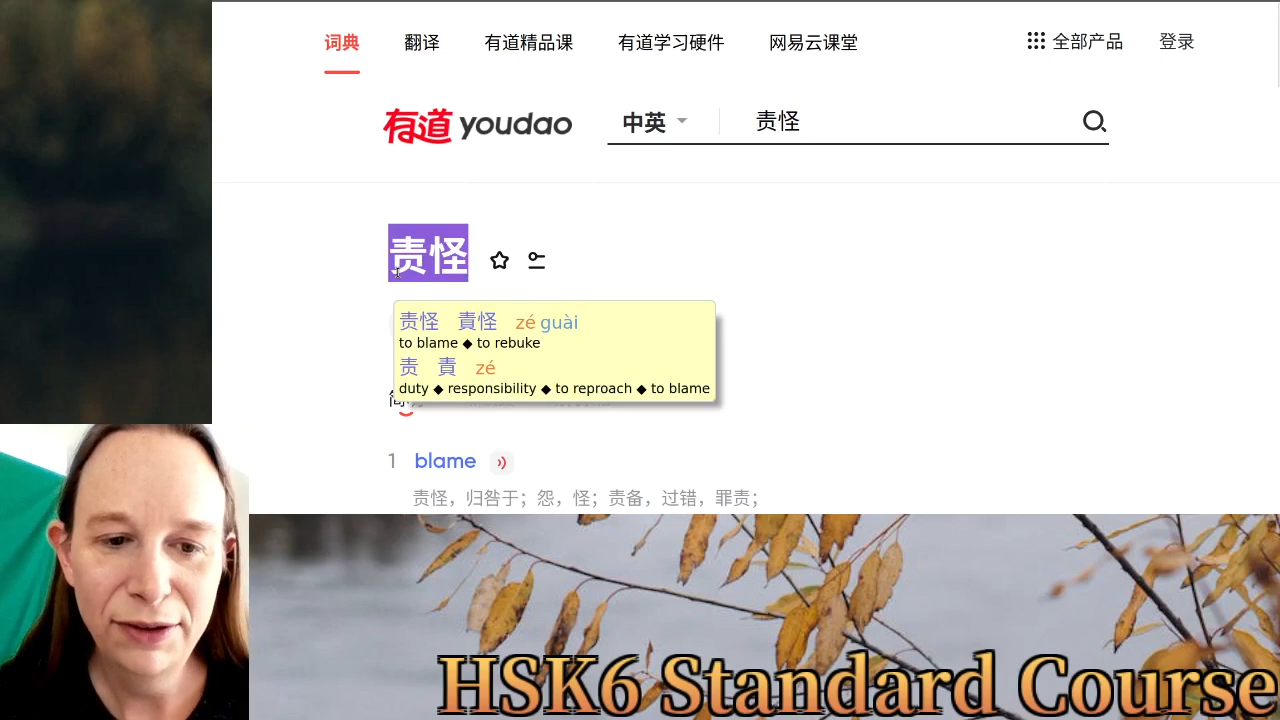 词典 翻译 有道精品课 有道学习硬件 网易云课堂 全部产品 登录
有道 youdao 中英 责怪
责怪
责怪 責怪 zé guài
to blame ◆ to rebuke
责 責 zé
duty ◆ responsibility ◆ to reproach ◆ to blame
1 blame
责怪，归咎于；怨，怪；责备，过错，罪责；
HSK6 Standard Course